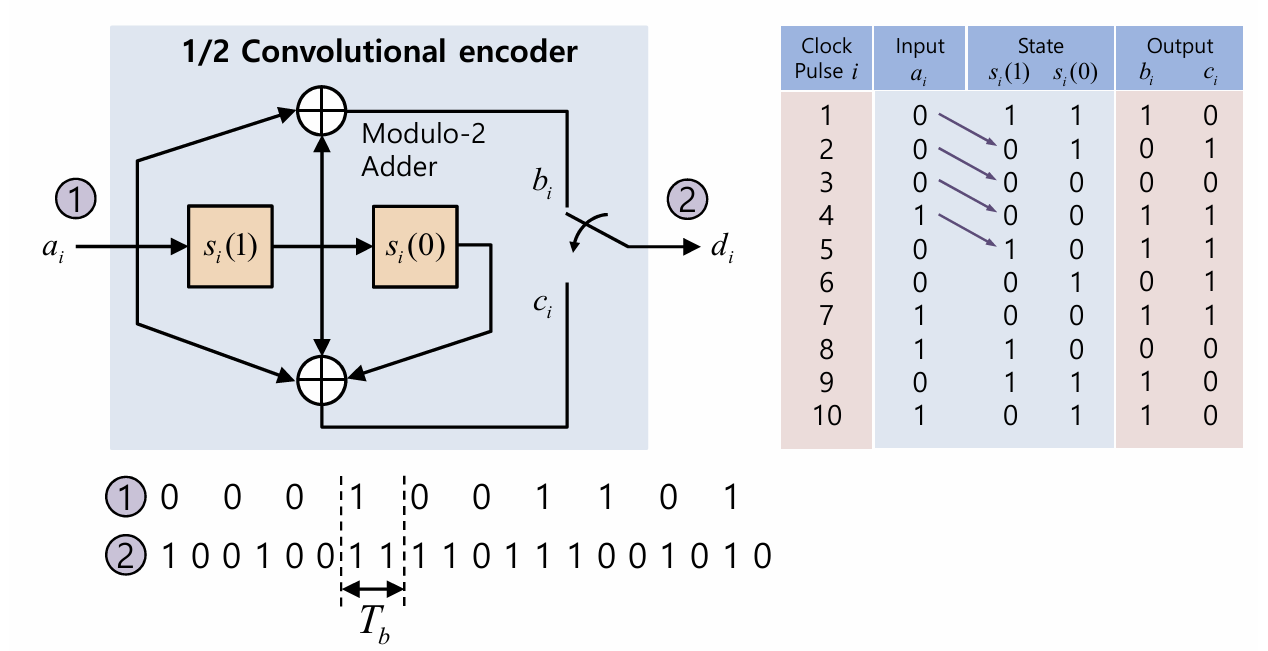 1/2 Convolutional encoder
Modulo-2
Adder
b_i
1
2
a_i
s_i(1)
s_i(0)
d_i
c_i
1 0 0 0 1 0 0 1 1 0 1
2 1 0 0 1 0 0 1 1 1 1 0 1 1 1 0 0 1 0 1 0
T_b
Clock Input State Output
Pulse i a_i s_i(1) s_i(0) b_i c_i
1 0 1 1 1 0
2 0 0 1 0 1
3 0 0 0 0 0
4 1 0 0 1 1
5 0 1 0 1 1
6 0 0 1 0 1
7 1 0 0 1 1
8 1 1 0 0 0
9 0 1 1 1 0
10 1 0 1 1 0